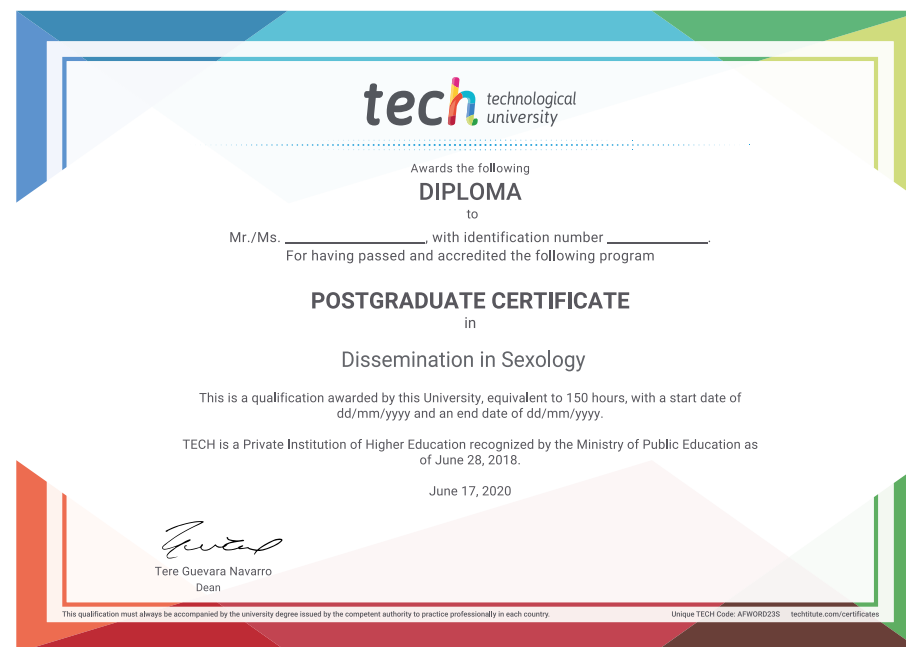 tech technological
university
Awards the following
DIPLOMA
to
Mr./Ms. ____________________, with identification number ______________.
For having passed and accredited the following program
POSTGRADUATE CERTIFICATE
in
Dissemination in Sexology
This is a qualification awarded by this University, equivalent to 150 hours, with a start date of
dd/mm/yyyy and an end date of dd/mm/yyyy.
TECH is a Private Institution of Higher Education recognized by the Ministry of Public Education as
of June 28, 2018.
June 17, 2020
Tere Guevara Navarro
Dean
This qualification must always be accompanied by the university degree issued by the competent authority to practice professionally in each country. Unique TECH Code: AFWORD23S techtitute.com/certificates